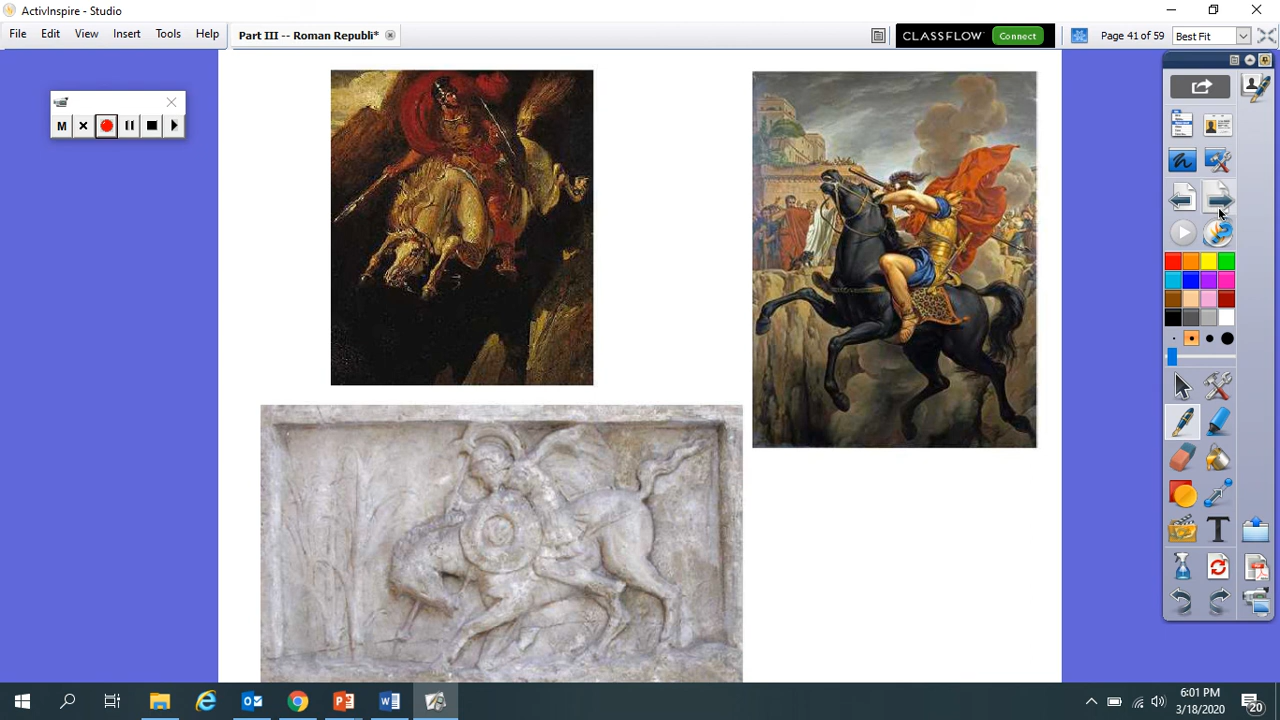 ActivInspire - Studio
File Edit View Insert Tools Help
Part III -- Roman Republi*
CLASSFLOW Connect
Page 41 of 59
Best Fit
M
T
6:01 PM
3/18/2020
20